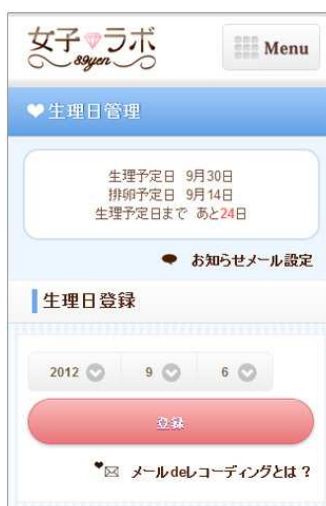 女子ラボ
89yen
Menu
生理日管理
生理予定日 9月30日
排卵予定日 9月14日
生理予定日まで あと24日
お知らせメール設定
生理日登録
2012 9 6
登録
メールdeレコーディングとは？